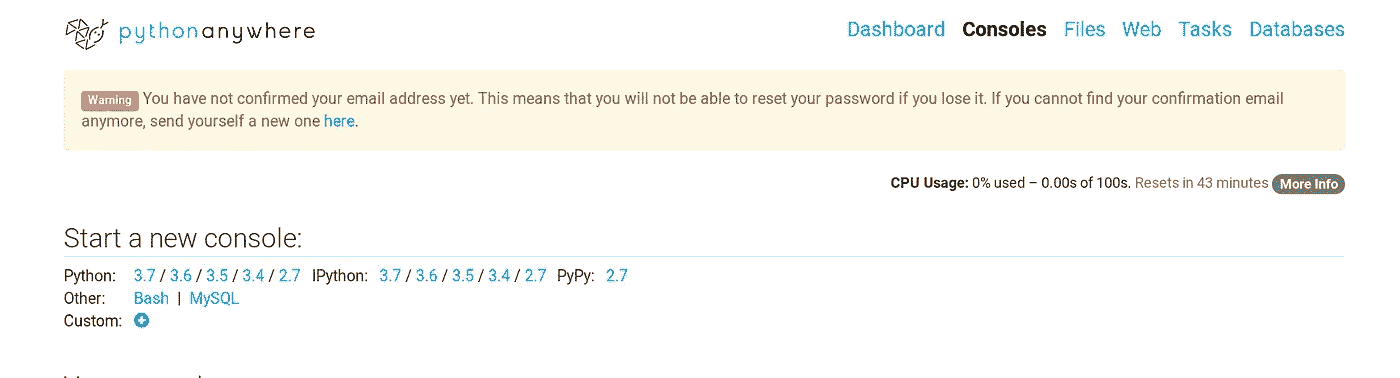 pythonanywhere
Dashboard Consoles Files Web Tasks Databases
Warning You have not confirmed your email address yet. This means that you will not be able to reset your password if you lose it. If you cannot find your confirmation email
anymore, send yourself a new one here.
CPU Usage: 0% used – 0.00s of 100s. Resets in 43 minutes More Info
Start a new console:
Python: 3.7 / 3.6 / 3.5 / 3.4 / 2.7 IPython: 3.7 / 3.6 / 3.5 / 3.4 / 2.7 PyPy: 2.7
Other: Bash | MySQL
Custom: